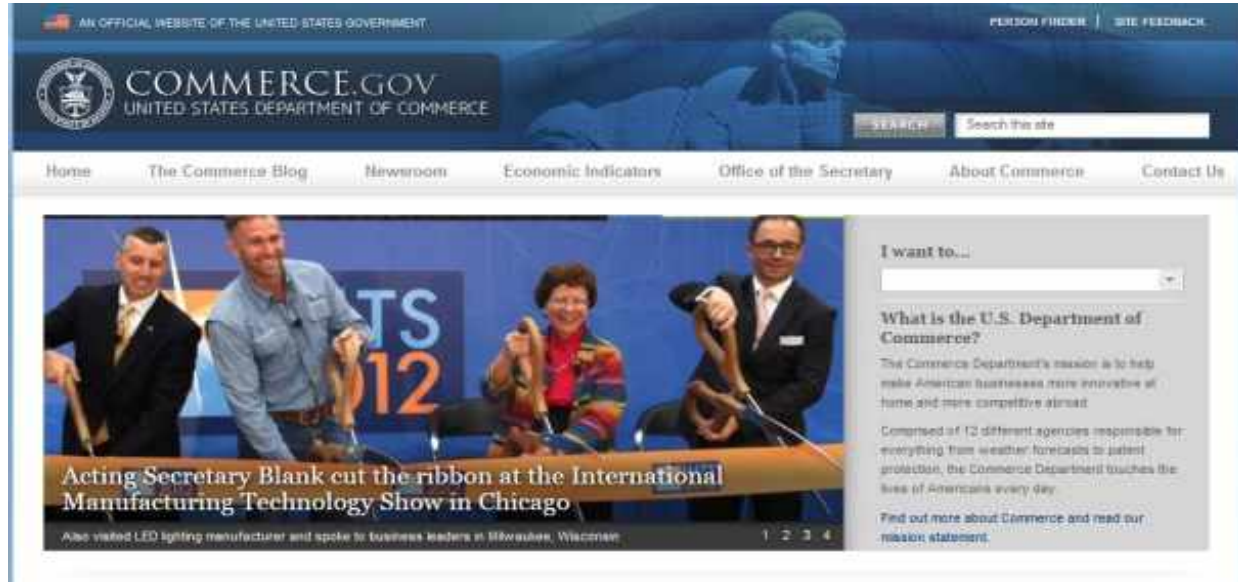 AN OFFICIAL WEBSITE OF THE UNITED STATES GOVERNMENT
PERSON FINDER | SITE FEEDBACK
COMMERCE.GOV
UNITED STATES DEPARTMENT OF COMMERCE
SEARCH Search this site
Home The Commerce Blog Newsroom Economic Indicators Office of the Secretary About Commerce Contact Us
TS
2012
Acting Secretary Blank cut the ribbon at the International
Manufacturing Technology Show in Chicago
Also visited LED lighting manufacturer and spoke to business leaders in Milwaukee, Wisconsin
1 2 3 4
I want to...
What is the U.S. Department of
Commerce?
The Commerce Department's mission is to help
make American businesses more innovative at
home and more competitive abroad.
Comprised of 12 different agencies responsible for
everything from weather forecasts to patent
protection, the Commerce Department touches the
lives of Americans every day.
Find out more about Commerce and read our
mission statement.